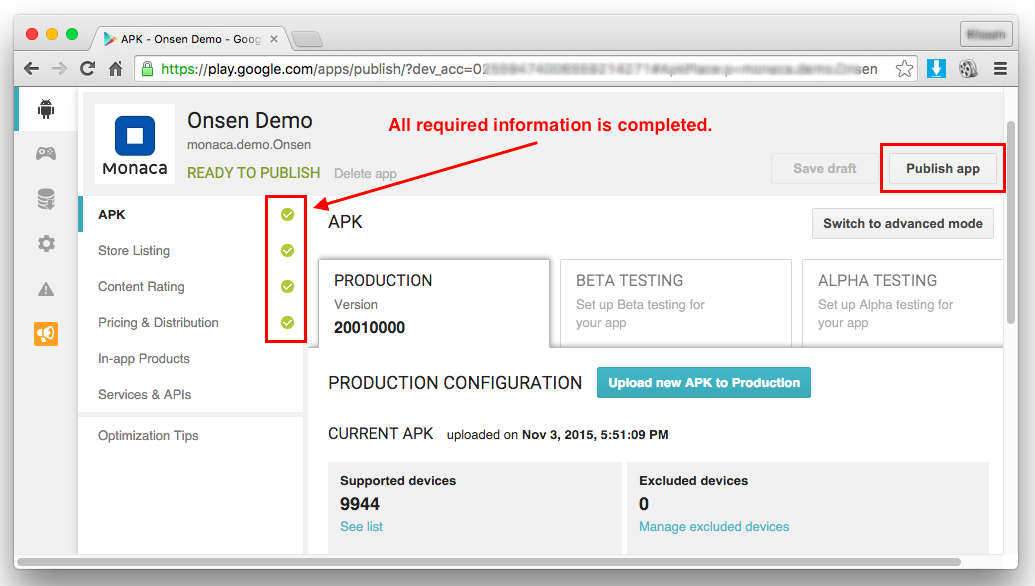 APK - Onsen Demo - Goog
https://play.google.com/apps/publish/?dev_acc=0
nsen
Monaca
Onsen Demo
monaca.demo.Onsen
READY TO PUBLISH Delete app
All required information is completed.
Save draft
Publish app
APK
Store Listing
Content Rating
Pricing & Distribution
In-app Products
Services & APIs
Optimization Tips
APK
Switch to advanced mode
PRODUCTION
Version
20010000
BETA TESTING
Set up Beta testing for
your app
ALPHA TESTING
Set up Alpha testing for
your app
PRODUCTION CONFIGURATION
Upload new APK to Production
CURRENT APK uploaded on Nov 3, 2015, 5:51:09 PM
Supported devices
9944
See list
Excluded devices
0
Manage excluded devices